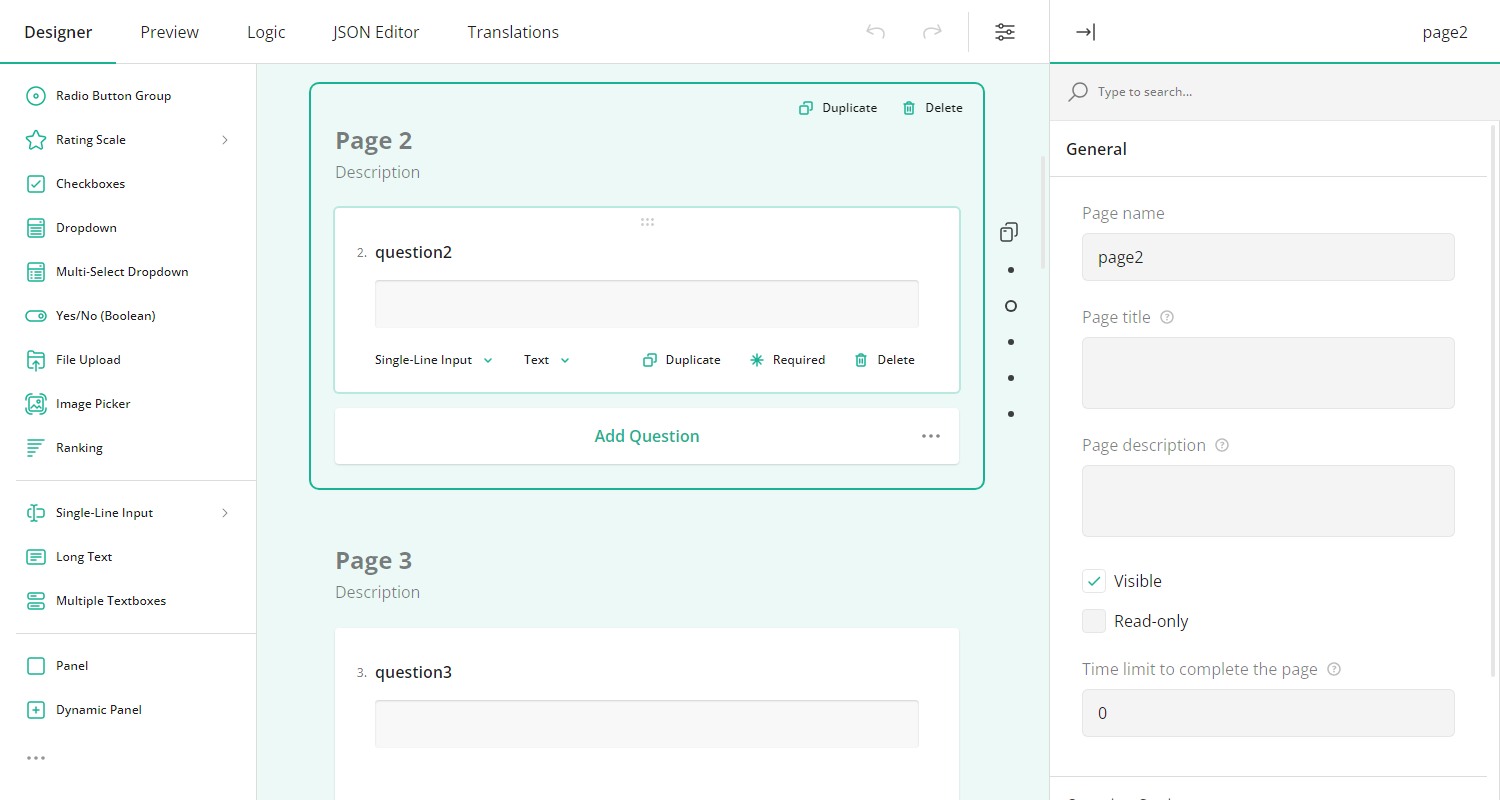 Designer Preview Logic JSON Editor Translations page2
Radio Button Group
Rating Scale
Checkboxes
Dropdown
Multi-Select Dropdown
Yes/No (Boolean)
File Upload
Image Picker
Ranking
Single-Line Input
Long Text
Multiple Textboxes
Panel
Dynamic Panel
Duplicate Delete
Page 2
Description
2. question2
Single-Line Input Text Duplicate Required Delete
Add Question
Page 3
Description
3. question3
Type to search...
General
Page name
page2
Page title
Page description
Visible
Read-only
Time limit to complete the page
0